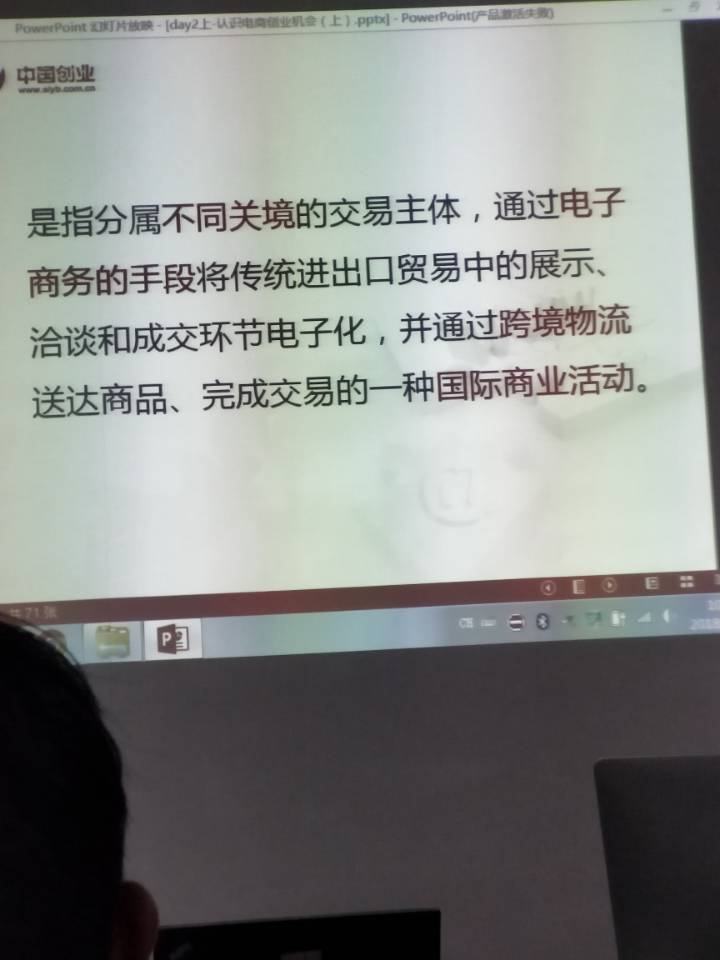 PowerPoint 幻灯片放映 - [day2上-认识电商创业机会（上）.pptx] - PowerPoint(产品激活失败)
中国创业
www.siyb.com.cn
是指分属不同关境的交易主体，通过电子
商务的手段将传统进出口贸易中的展示、
洽谈和成交环节电子化，并通过跨境物流
送达商品、完成交易的一种国际商业活动。
共 71 张
CH